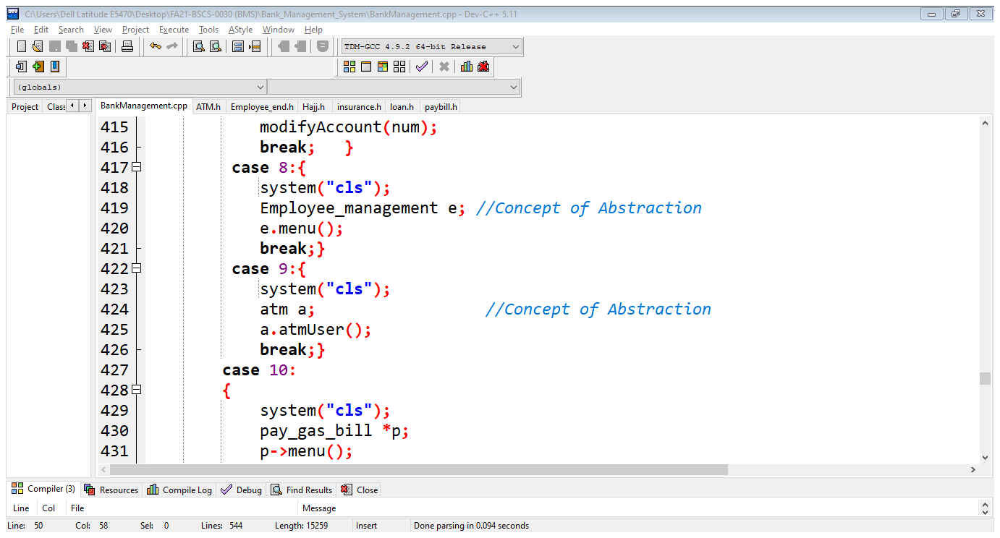 C:\Users\Dell Latitude E5470\Desktop\FA21-BSCS-0030 (BMS)\Bank_Management_System\BankManagement.cpp - Dev-C++ 5.11
File Edit Search View Project Execute Tools AStyle Window Help
TDM-GCC 4.9.2 64-bit Release
(globals)
Project Clas BankManagement.cpp ATM.h Employee_end.h Hajj.h insurance.h loan.h paybill.h
415 modifyAccount(num);
416 break; }
417 case 8:{
418 system("cls");
419 Employee_management e; //Concept of Abstraction
420 e.menu();
421 break;}
422 case 9:{
423 system("cls");
424 atm a; //Concept of Abstraction
425 a.atmUser();
426 break;}
427 case 10:
428 {
429 system("cls");
430 pay_gas_bill *p;
431 p->menu();
Compiler (3) Resources Compile Log Debug Find Results Close
Line Col File Message
Line: 50 Col: 58 Sel: 0 Lines: 544 Length: 15259 Insert Done parsing in 0.094 seconds